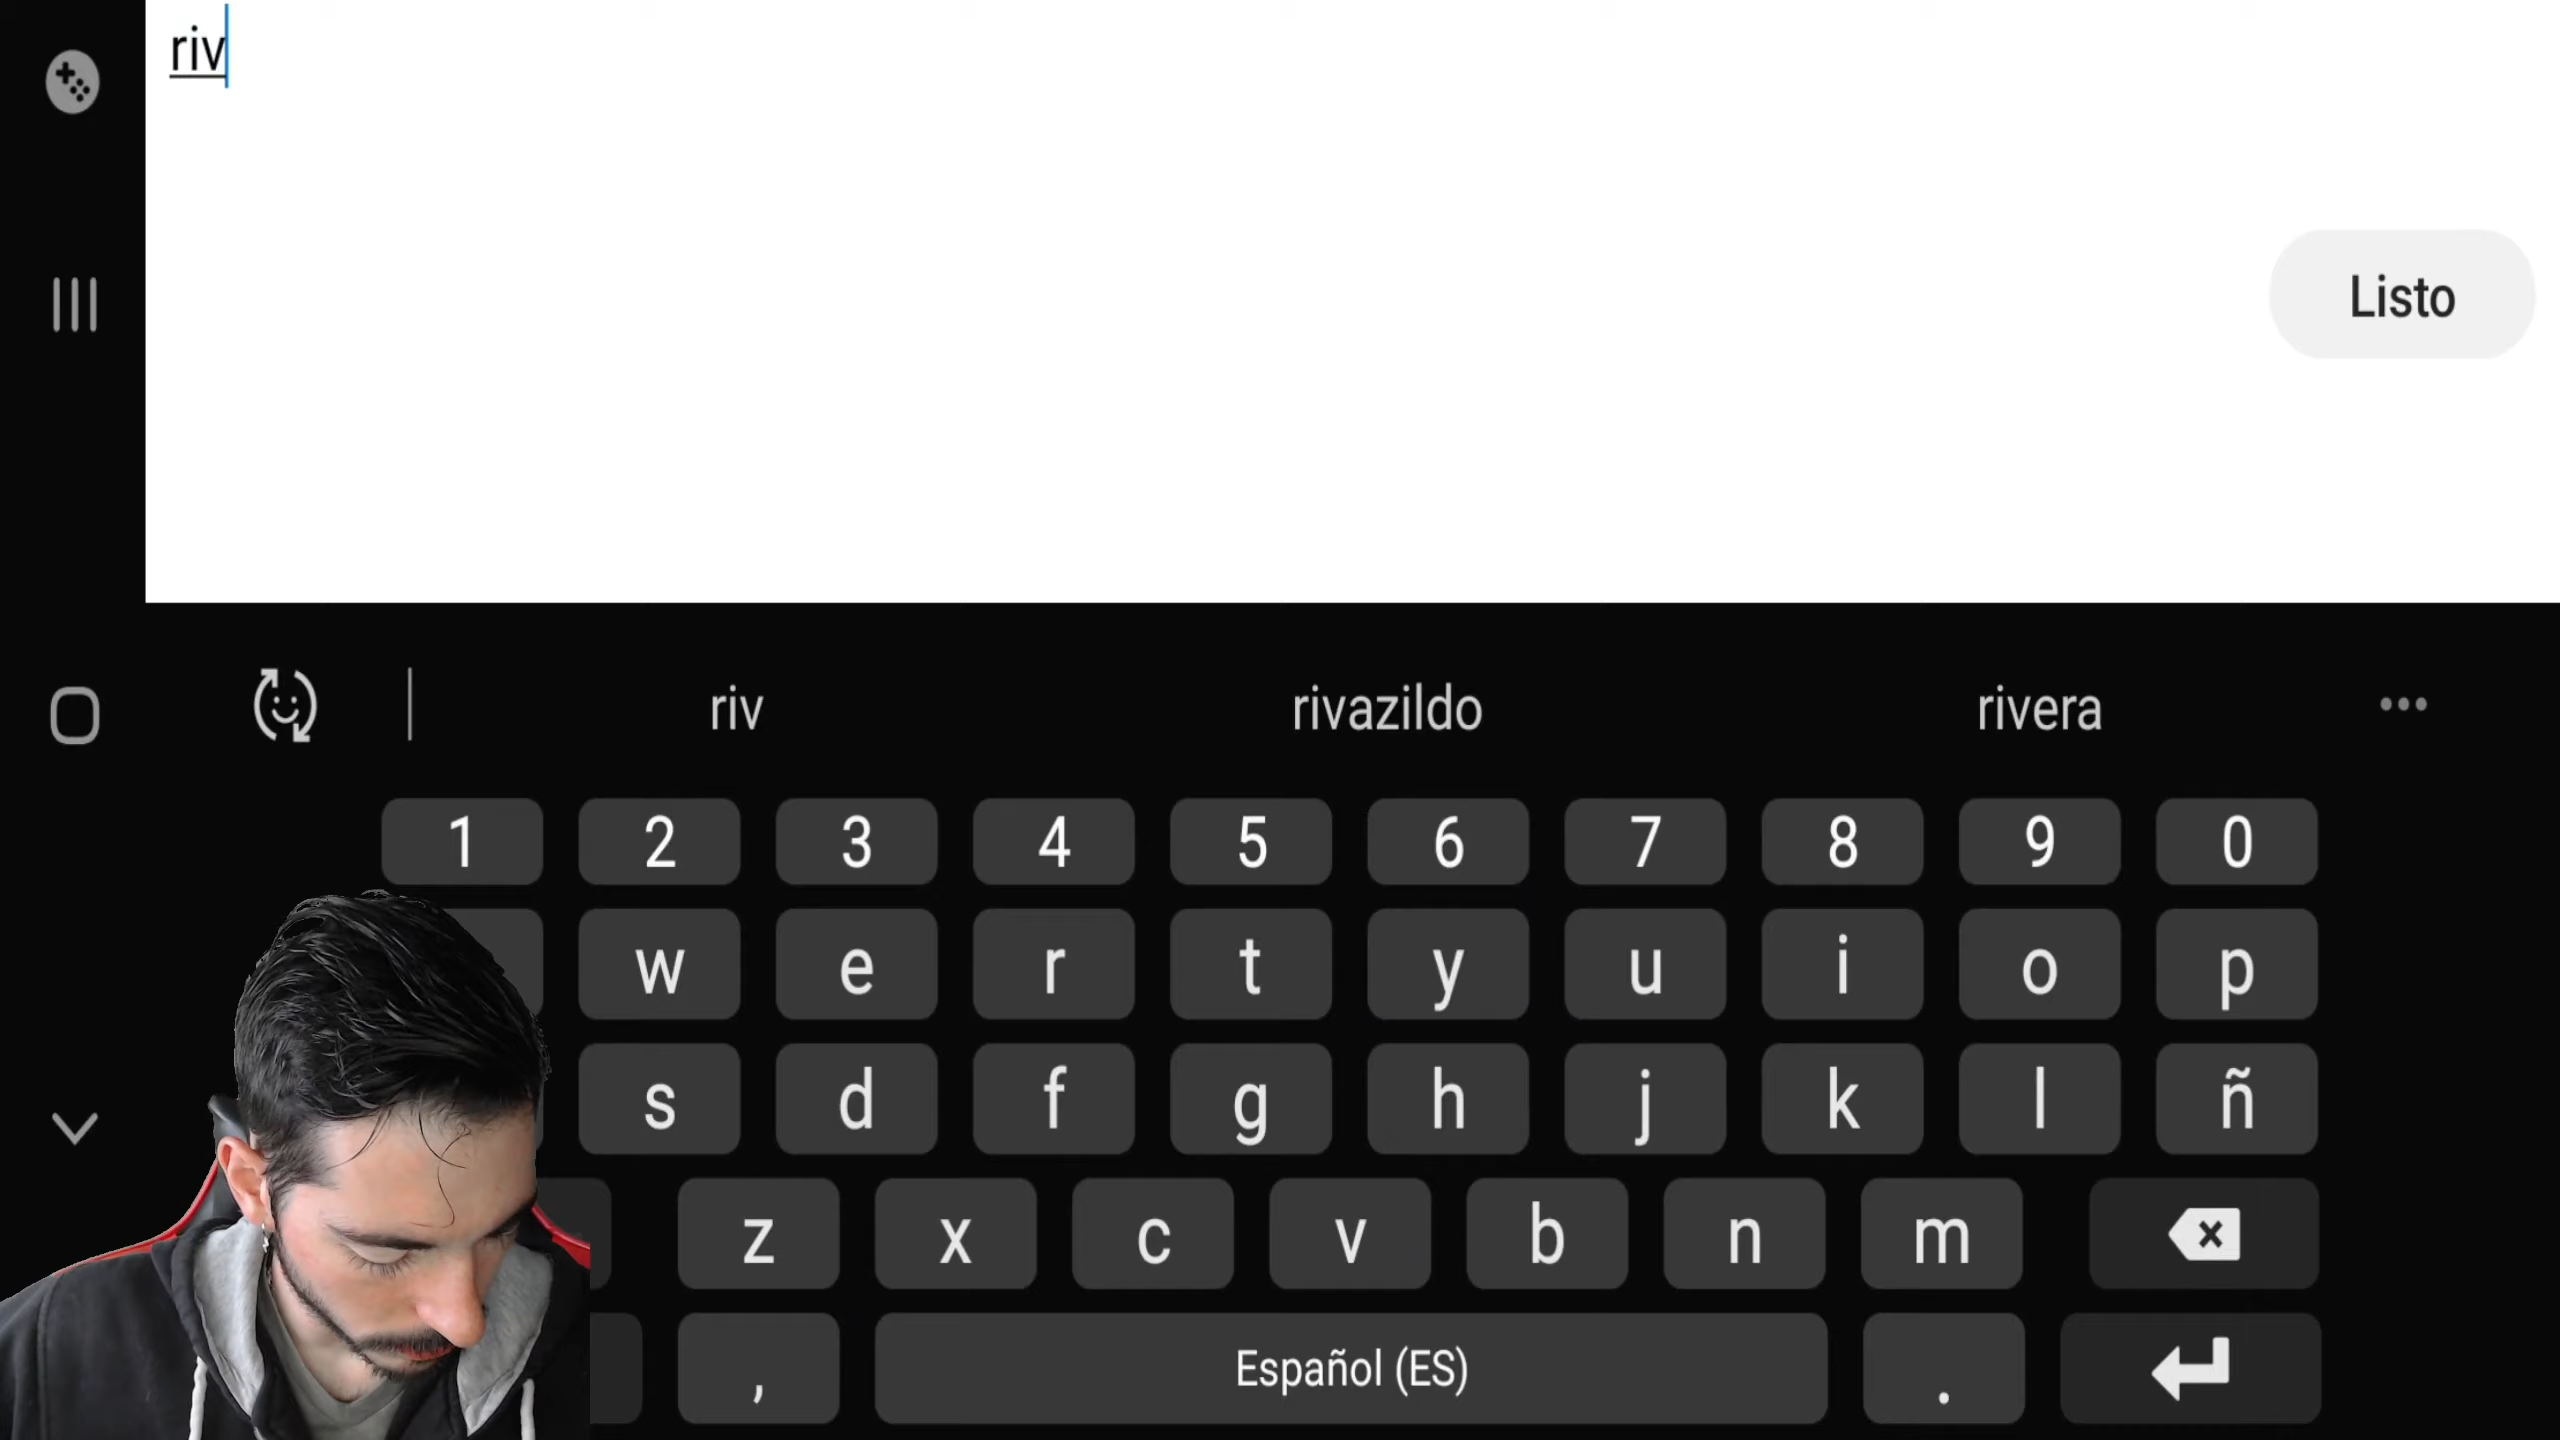 riv
Listo
riv rivazildo rivera
1 2 3 4 5 6 7 8 9 0
w e r t y u i o p
s d f g h j k l ñ
z x c v b n m
, Español (ES) .